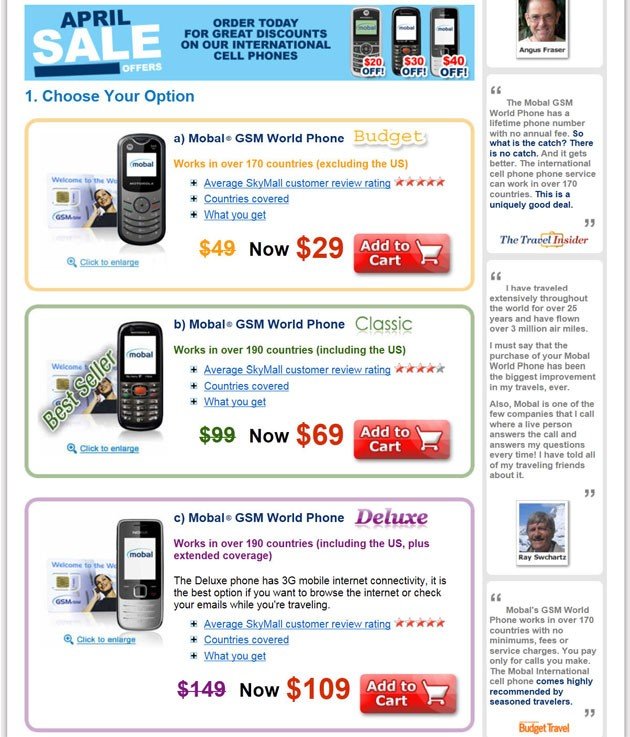 APRIL
SALE
OFFERS
ORDER TODAY
FOR GREAT DISCOUNTS
ON OUR INTERNATIONAL
CELL PHONES
$20
OFF!
$30
OFF!
$40
OFF!
1. Choose Your Option
a) Mobal® GSM World Phone Budget
Works in over 170 countries (excluding the US)
Average SkyMall customer review rating
Countries covered
What you get
$49 Now $29
Add to
Cart
Welcome to the Wo
GSM
mobal
MOTOROLA
Click to enlarge
b) Mobal® GSM World Phone Classic
Works in over 190 countries (including the US)
Average SkyMall customer review rating
Countries covered
What you get
$99 Now $69
Add to
Cart
Best Seller
mobal
Click to enlarge
c) Mobal® GSM World Phone Deluxe
Works in over 190 countries (including the US, plus
extended coverage)
The Deluxe phone has 3G mobile internet connectivity, it is
the best option if you want to browse the internet or check
your emails while you're traveling.
Average SkyMall customer review rating
Countries covered
What you get
$149 Now $109
Add to
Cart
Welcome to the Wo
GSM
NOKIA
mobal
Click to enlarge
Angus Fraser
“
The Mobal GSM
World Phone has a
lifetime phone number
with no annual fee. So
what is the catch? There
is no catch. And it gets
better. The international
cell phone phone service
can work in over 170
countries. This is a
uniquely good deal.
”
The Travel Insider
“
I have traveled
extensively throughout
the world for over 25
years and have flown
over 3 million air miles.
I must say that the
purchase of your Mobal
World Phone has been
the biggest improvement
in my travels, ever.
Also, Mobal is one of the
few companies that I call
where a live person
answers the call and
answers my questions
every time! I have told all
of my traveling friends
about it.
”
Ray Swchartz
“
Mobal's GSM World
Phone works in over 170
countries with no
minimums, fees or
service charges. You pay
only for calls you make.
The Mobal International
cell phone comes highly
recommended by
seasoned travelers.
”
Budget Travel